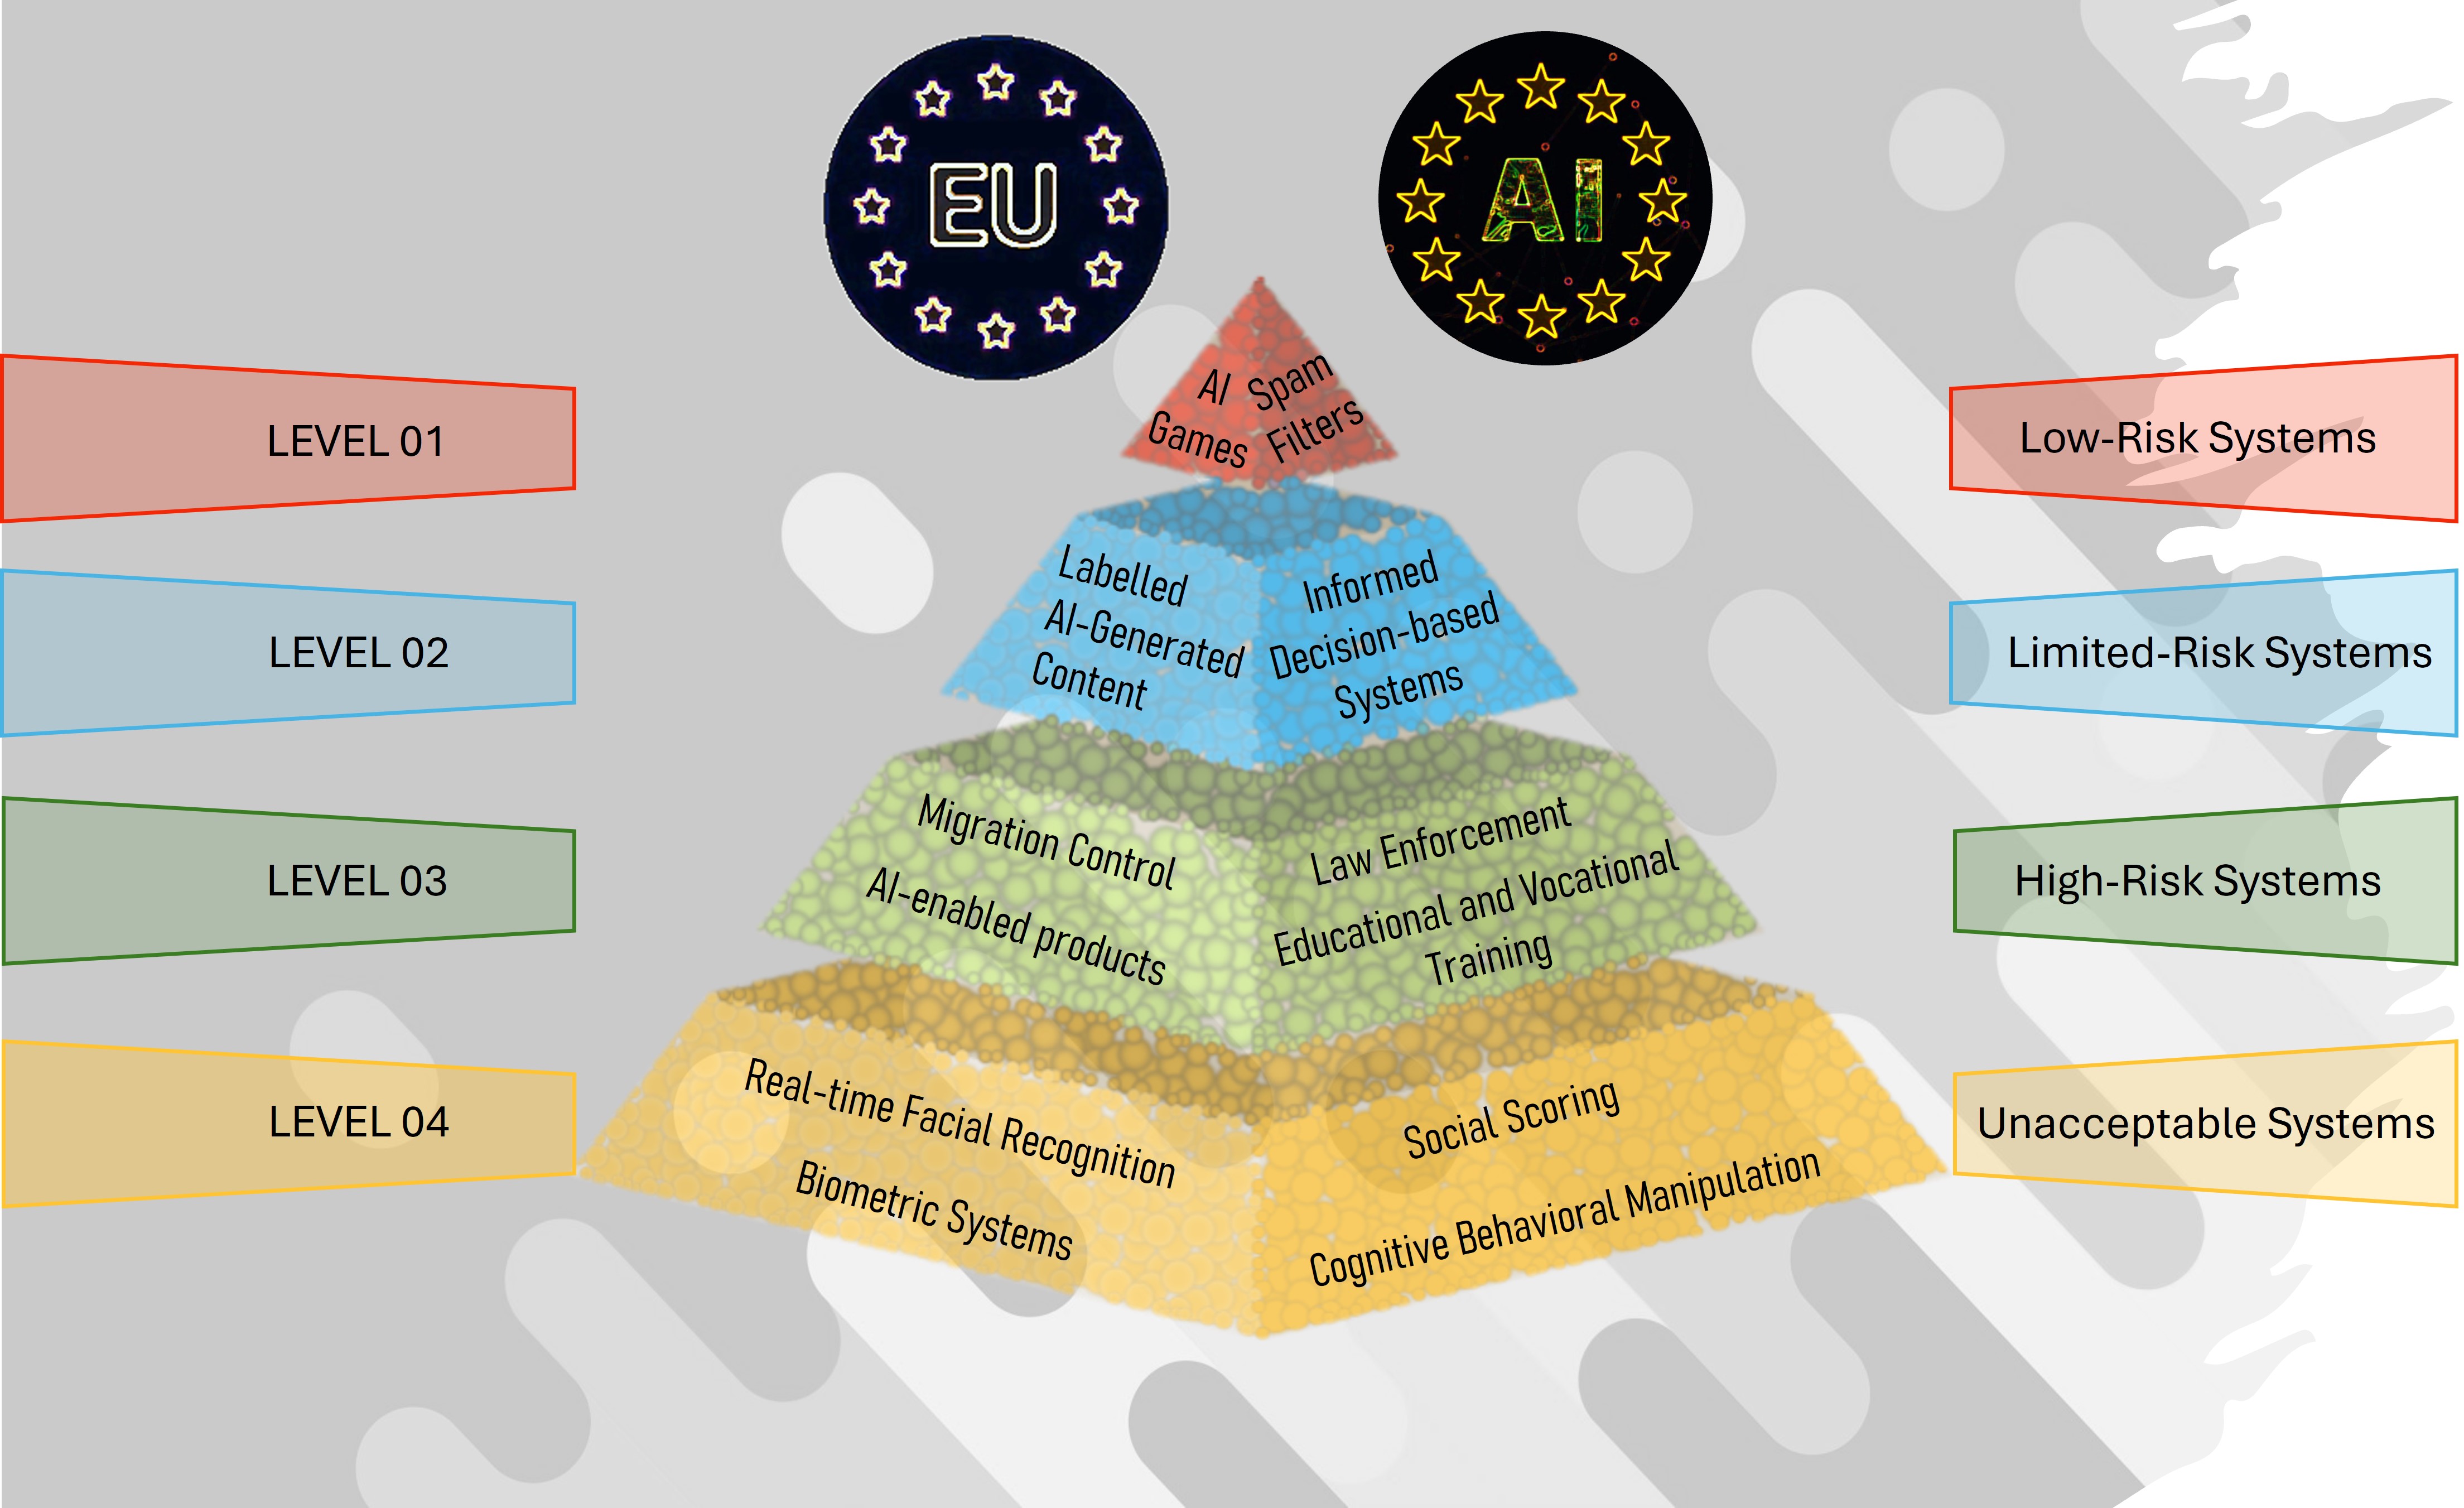 EU
AI
AI
Games
Spam
Filters
LEVEL 01
Low-Risk Systems
Labelled
AI-Generated
Content
Informed
Decision-based
Systems
LEVEL 02
Limited-Risk Systems
Migration Control
AI-enabled products
Law Enforcement
Educational and Vocational
Training
LEVEL 03
High-Risk Systems
Real-time Facial Recognition
Biometric Systems
Social Scoring
Cognitive Behavioral Manipulation
LEVEL 04
Unacceptable Systems